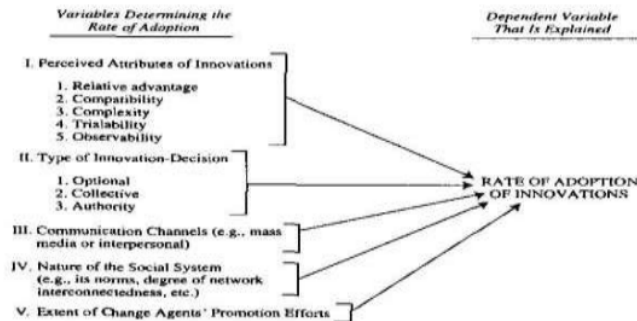 Variables Determining the
Rate of Adoption
Dependent Variable
That Is Explained
I. Perceived Attributes of Innovations
1. Relative advantage
2. Compatibility
3. Complexity
4. Trialability
5. Observability
II. Type of Innovation-Decision
1. Optional
2. Collective
3. Authority
RATE OF ADOPTION
OF INNOVATIONS
III. Communication Channels (e.g., mass
media or interpersonal)
IV. Nature of the Social System
(e.g., its norms, degree of network
interconnectedness, etc.)
V. Extent of Change Agents' Promotion Efforts